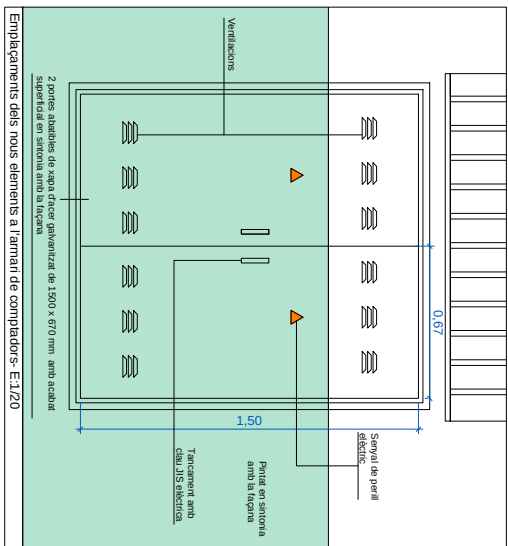 Ventilacions
0,67
1,50
Senyal de perill
elèctric
Pintat en sintonia
amb la façana
Tancament amb
clau JIS elèctrica
2 portes abatibles de xapa d'acer galvanitzat de 1500 x 670 mm amb acabat
superficial en sintonia amb la façana
Emplaçaments dels nous elements a l'armari de comptadors- E:1/20